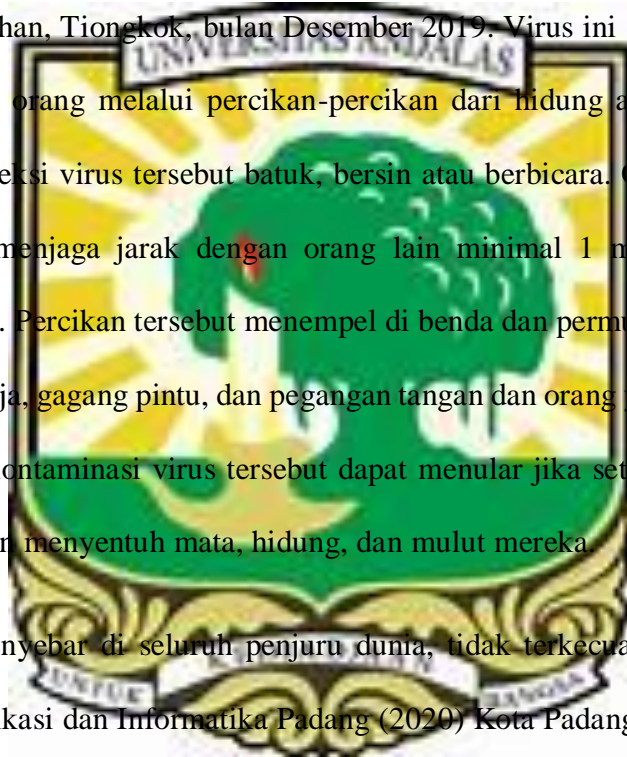 han, Tiongkok, bulan Desember 2019. Virus ini
UNIVERSITAS ANDALAS
orang melalui percikan-percikan dari hidung a
eksi virus tersebut batuk, bersin atau berbicara.
menjaga jarak dengan orang lain minimal 1 m
. Percikan tersebut menempel di benda dan permu
ja, gagang pintu, dan pegangan tangan dan orang
ontaminasi virus tersebut dapat menular jika set
n menyentuh mata, hidung, dan mulut mereka.
nyebar di seluruh penjuru dunia, tidak terkecua
UNTUK KEDJAJAAN BANGSA
ikasi dan Informatika Padang (2020) Kota Padang